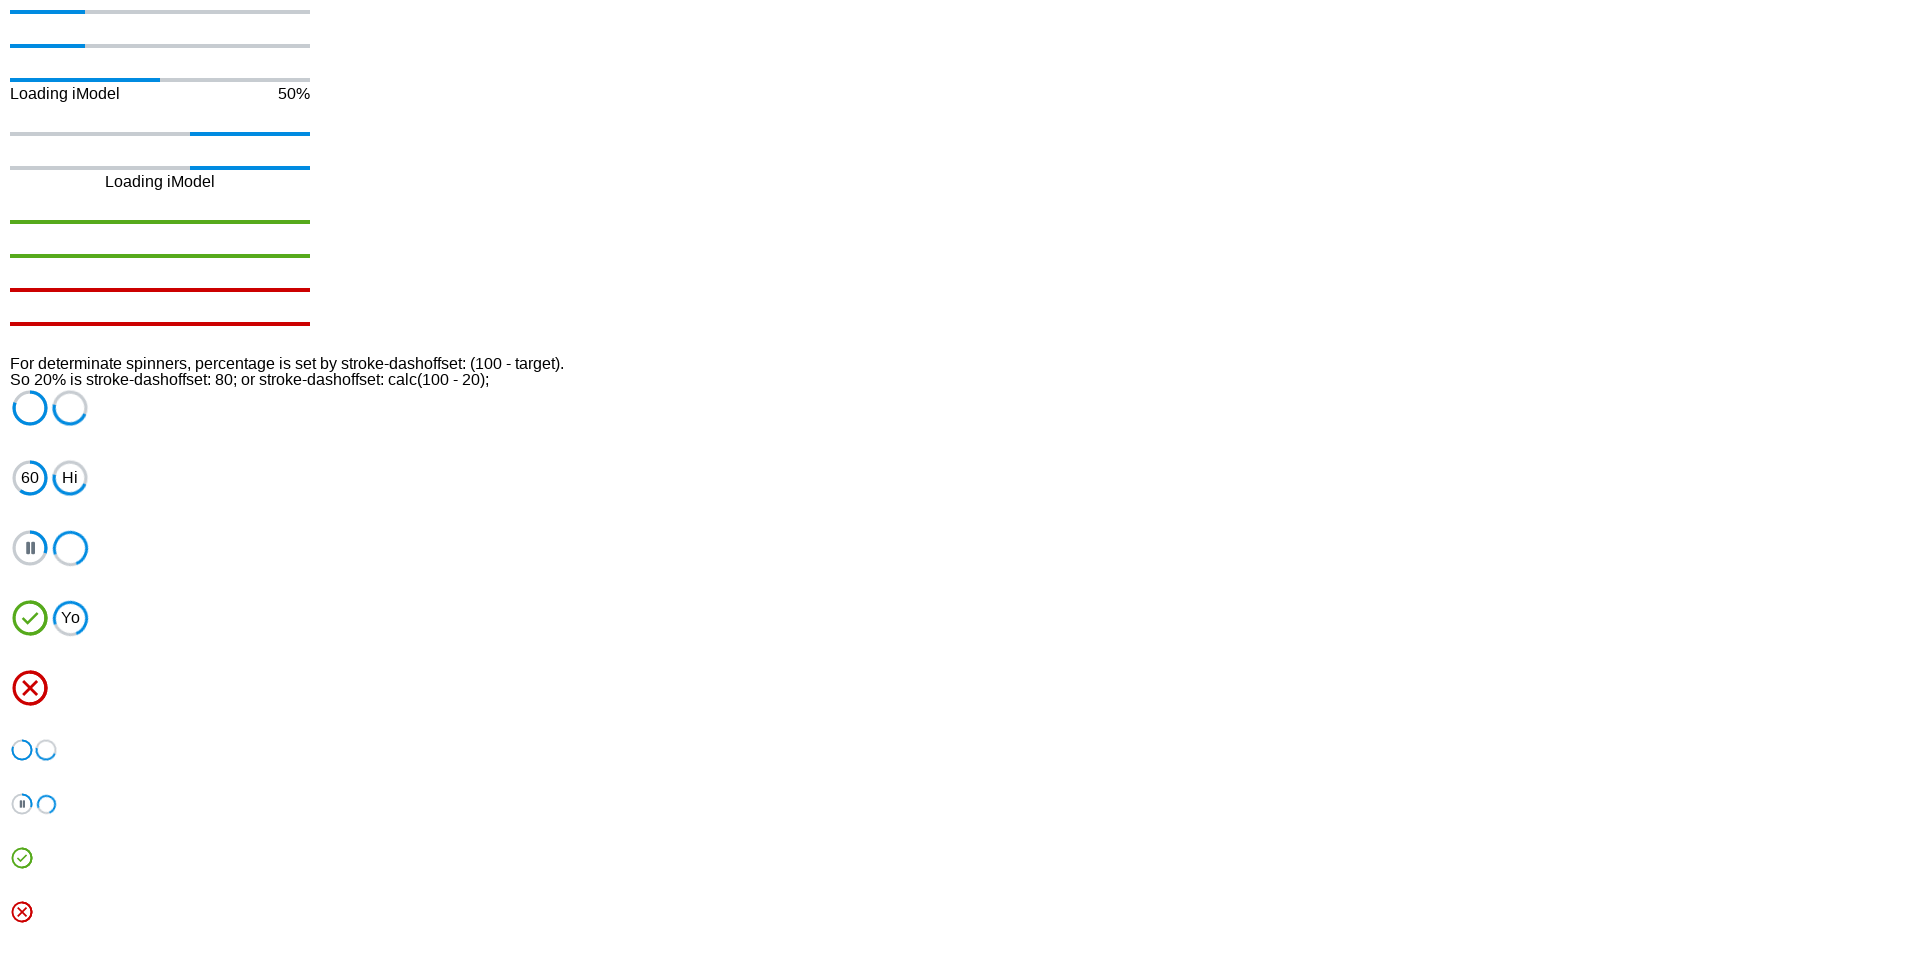 Loading iModel 50%
Loading iModel
For determinate spinners, percentage is set by stroke-dashoffset: (100 - target).
So 20% is stroke-dashoffset: 80; or stroke-dashoffset: calc(100 - 20);
60 Hi
Yo